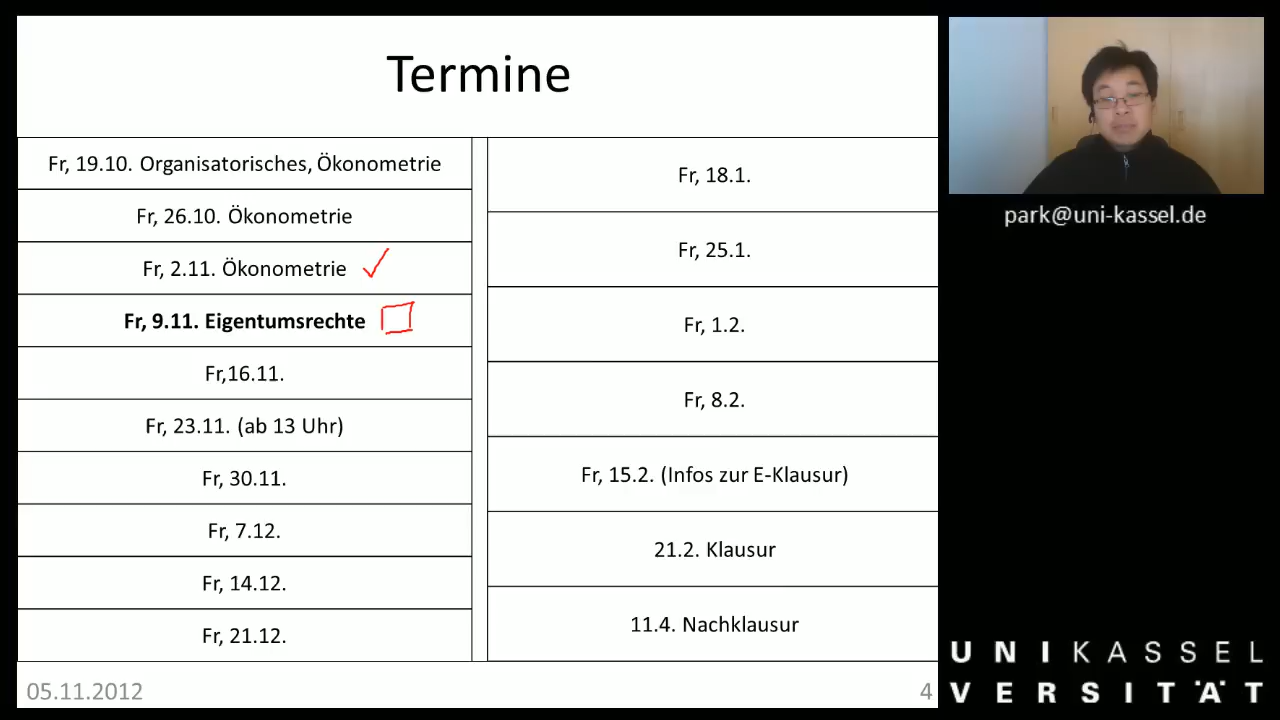 Termine
Fr, 19.10. Organisatorisches, Ökonometrie
Fr, 26.10. Ökonometrie
Fr, 2.11. Ökonometrie
Fr, 9.11. Eigentumsrechte
Fr,16.11.
Fr, 23.11. (ab 13 Uhr)
Fr, 30.11.
Fr, 7.12.
Fr, 14.12.
Fr, 21.12.
Fr, 18.1.
Fr, 25.1.
Fr, 1.2.
Fr, 8.2.
Fr, 15.2. (Infos zur E-Klausur)
21.2. Klausur
11.4. Nachklausur
05.11.2012
4
park@uni-kassel.de
UNIKASSEL
VERSITÄT